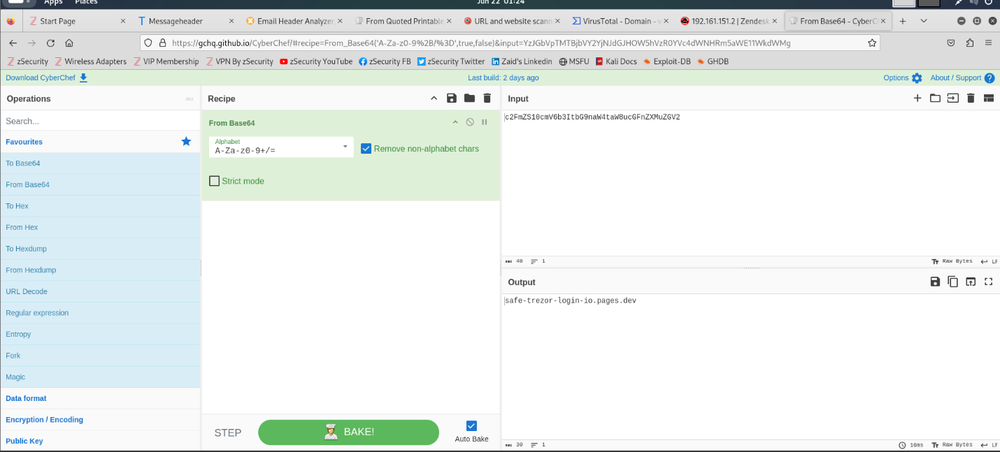 Apps Places Jun 22 01:24
Start Page Messageheader Email Header Analyzer, From Quoted Printable URL and website scann VirusTotal - Domain - v 192.161.151.2 | Zendesk From Base64 - CyberC
https://gchq.github.io/CyberChef/#recipe=From_Base64('A-Za-z0-9%2B/%3D',true,false)&input=YzJGbVpTMTBjbVY2YjNJdGJHOW5hVzR0YVc4dWNHRm5aWE11WkdWMg
zSecurity Wireless Adapters VIP Membership VPN By zSecurity zSecurity YouTube zSecurity FB zSecurity Twitter Zaid's Linkedin MSFU Kali Docs Exploit-DB GHDB
Download CyberChef Last build: 2 days ago Options About / Support
Operations Recipe Input
Search...
Favourites
To Base64
From Base64
To Hex
From Hex
To Hexdump
From Hexdump
URL Decode
Regular expression
Entropy
Fork
Magic
Data format
Encryption / Encoding
Public Key
From Base64
Alphabet
A-Za-z0-9+/=
Remove non-alphabet chars
Strict mode
STEP BAKE! Auto Bake
c2FmZS10cmV6b3ItbG9naW4taW8ucGFnZXMuZGV2
40 1 Raw Bytes LF
Output
safe-trezor-login-io.pages.dev
30 1 16ms Raw Bytes LF